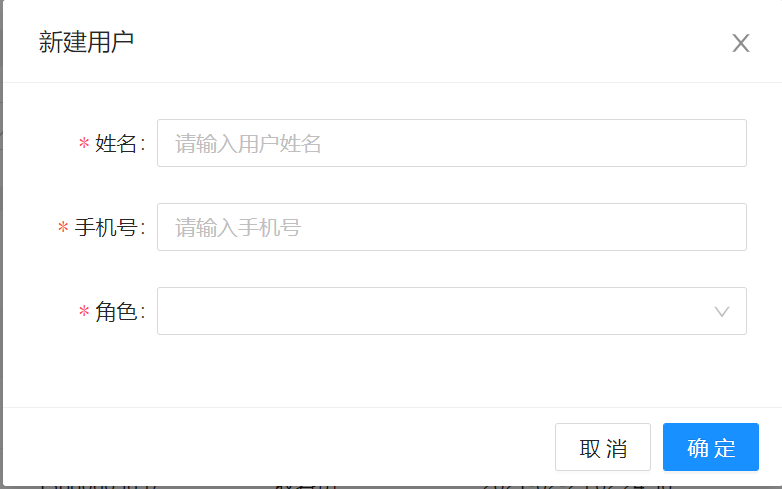 新建用户
* 姓名:
请输入用户姓名
* 手机号:
请输入手机号
* 角色:
取 消
确 定